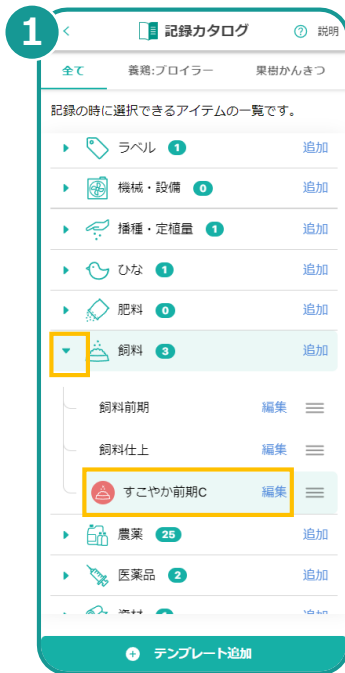 1
記録カタログ
説明
全て 養鶏:ブロイラー 果樹かんきつ
記録の時に選択できるアイテムの一覧です。
ラベル 1 追加
機械・設備 0 追加
播種・定植量 1 追加
ひな 1 追加
肥料 0 追加
飼料 3 追加
飼料前期 編集
飼料仕上 編集
すこやか前期C 編集
農薬 25 追加
医薬品 2 追加
テンプレート追加